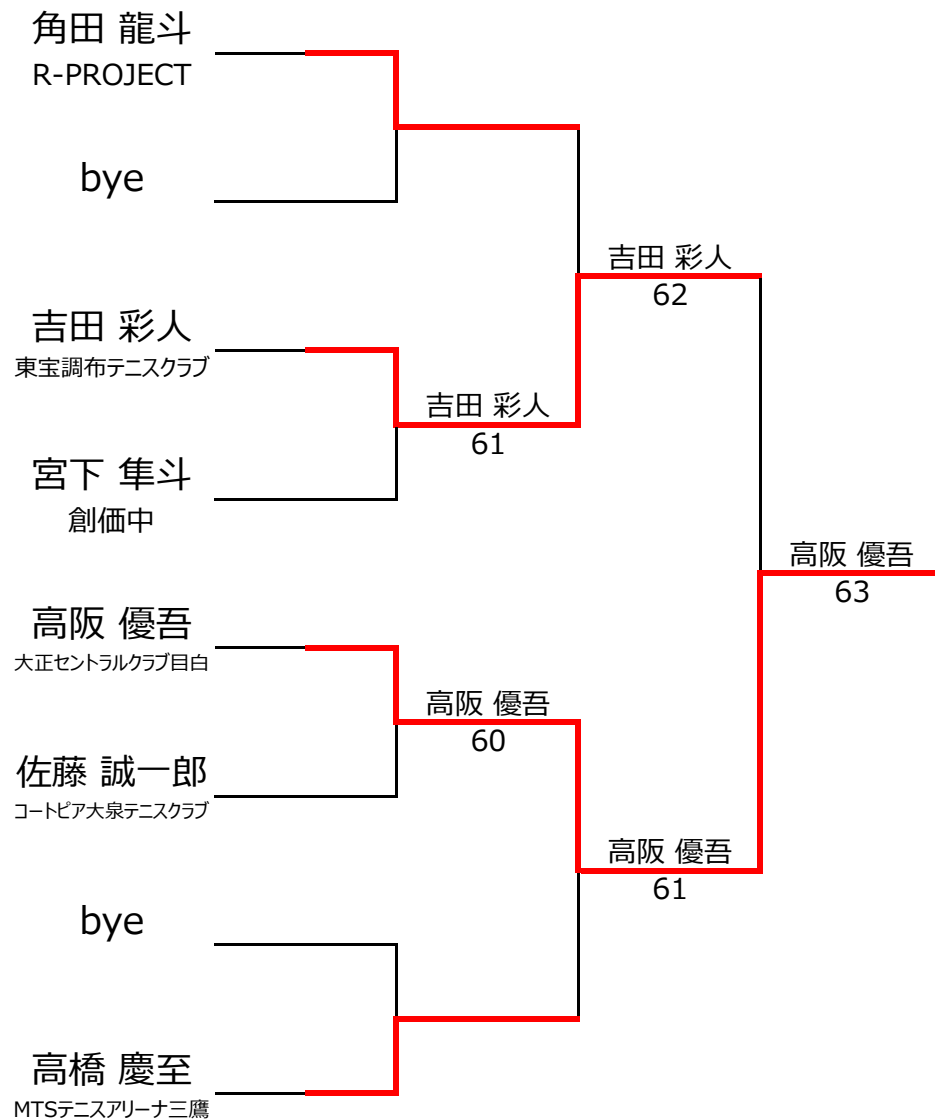 角田 龍斗
R-PROJECT
bye
吉田 彩人
62
吉田 彩人
東宝調布テニスクラブ
吉田 彩人
61
宮下 隼斗
創価中
高阪 優吾
63
高阪 優吾
大正セントラルクラブ目白
高阪 優吾
60
佐藤 誠一郎
コートピア大泉テニスクラブ
高阪 優吾
61
bye
高橋 慶至
MTSテニスアリーナ三鷹